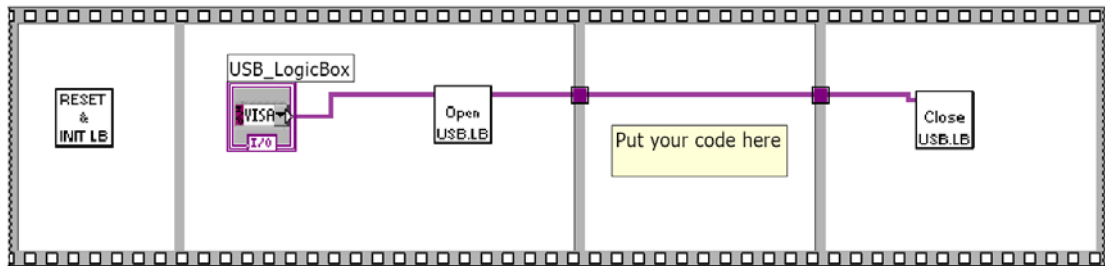 RESET
&
INIT LB
USB_LogicBox
VISA
I/O
Open
USB.LB
Put your code here
Close
USB.LB